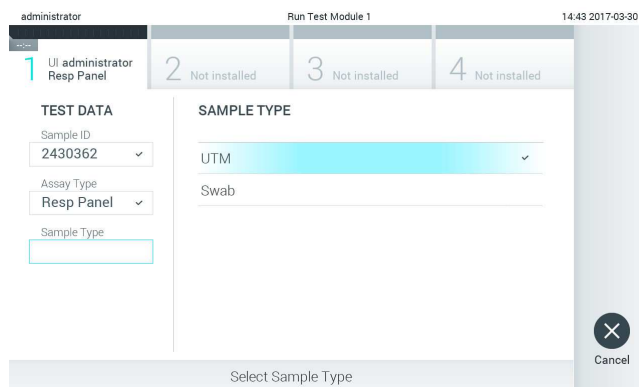 administrator
Run Test Module 1
14:43 2017-03-30
--:--
1 UI administrator
Resp Panel
2 Not installed
3 Not installed
4 Not installed
TEST DATA
Sample ID
2430362
Assay Type
Resp Panel
Sample Type
SAMPLE TYPE
UTM
Swab
Cancel
Select Sample Type